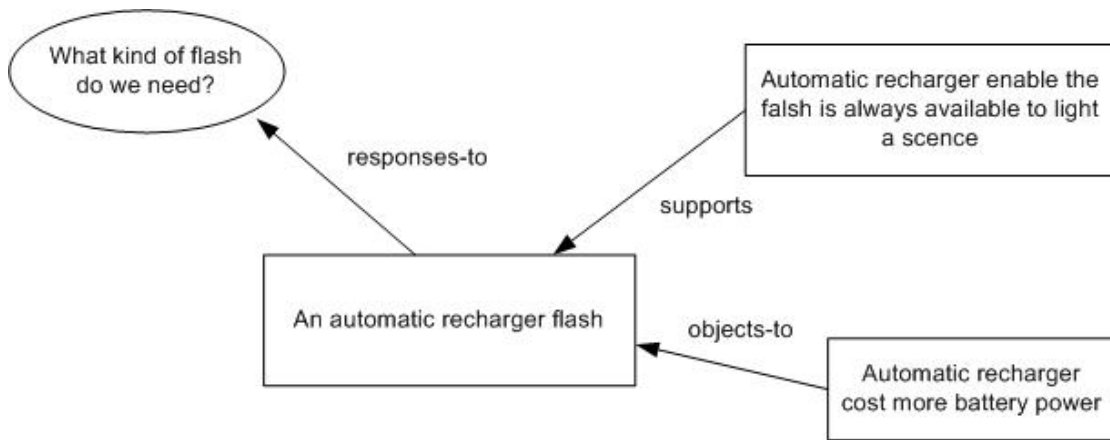 What kind of flash
do we need?
Automatic recharger enable the
falsh is always available to light
a scence
responses-to
supports
An automatic recharger flash
objects-to
Automatic recharger
cost more battery power